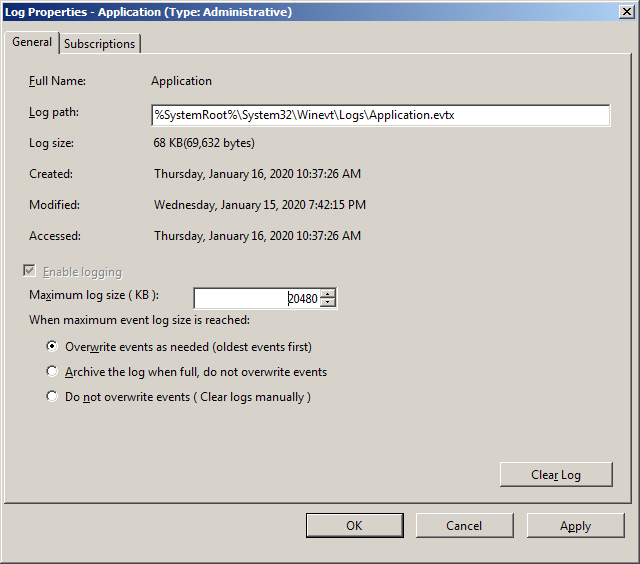 Log Properties - Application (Type: Administrative)
General Subscriptions
Full Name: Application
Log path: %SystemRoot%\System32\Winevt\Logs\Application.evtx
Log size: 68 KB(69,632 bytes)
Created: Thursday, January 16, 2020 10:37:26 AM
Modified: Wednesday, January 15, 2020 7:42:15 PM
Accessed: Thursday, January 16, 2020 10:37:26 AM
Enable logging
Maximum log size ( KB ): 20480
When maximum event log size is reached:
Overwrite events as needed (oldest events first)
Archive the log when full, do not overwrite events
Do not overwrite events ( Clear logs manually )
Clear Log
OK Cancel Apply